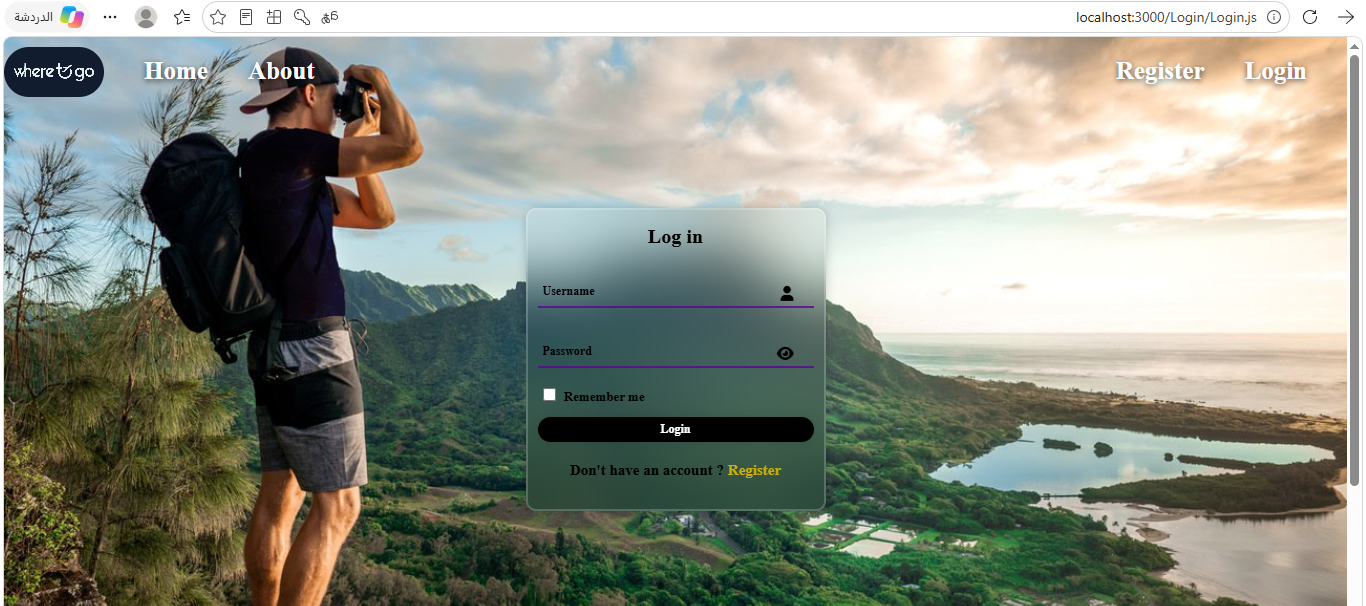 الدردشة
localhost:3000/Login/Login.js
where to go
Home
About
Register
Login
Log in
Username
Password
Remember me
Login
Don't have an account ? Register